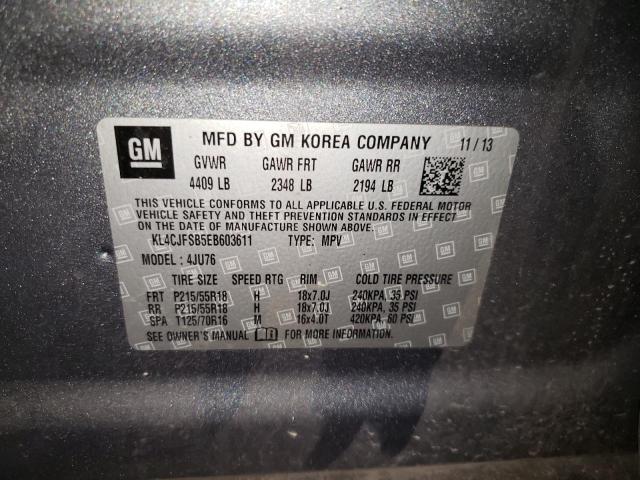 GM MFD BY GM KOREA COMPANY 11 / 13
GVWR GAWR FRT GAWR RR
4409 LB 2348 LB 2194 LB
THIS VEHICLE CONFORMS TO ALL APPLICABLE U.S. FEDERAL MOTOR
VEHICLE SAFETY AND THEFT PREVENTION STANDARDS IN EFFECT
ON THE DATE OF MANUFACTURE SHOWN ABOVE.
KL4CJFSB5EB603611 TYPE: MPV
MODEL : 4JU76
TIRE SIZE SPEED RTG RIM COLD TIRE PRESSURE
FRT P215/55R18 H 18x7.0J 240KPA, 35 PSI
RR P215/55R18 H 18x7.0J 240KPA, 35 PSI
SPA T125/70R16 M 16x4.0T 420KPA, 60 PSI
SEE OWNER'S MANUAL FOR MORE INFORMATION